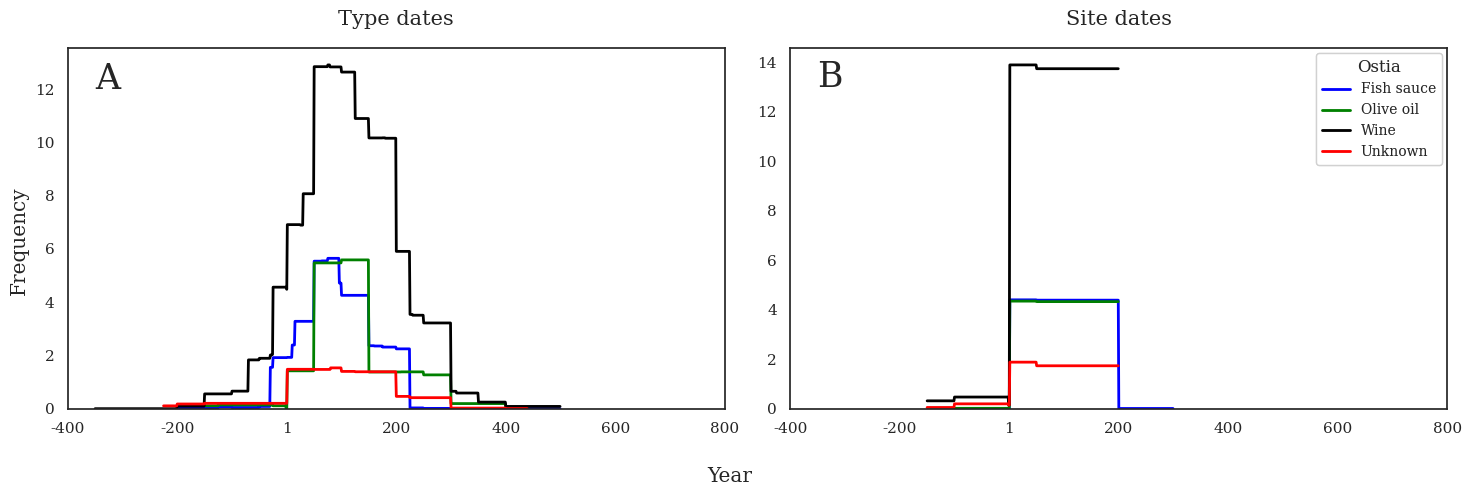 Type dates
Site dates
A
B
Ostia
Fish sauce
Olive oil
Wine
Unknown
Frequency
12
10
8
6
4
2
0
14
12
10
8
6
4
2
0
-400 -200 1 200 400 600 800
-400 -200 1 200 400 600 800
Year